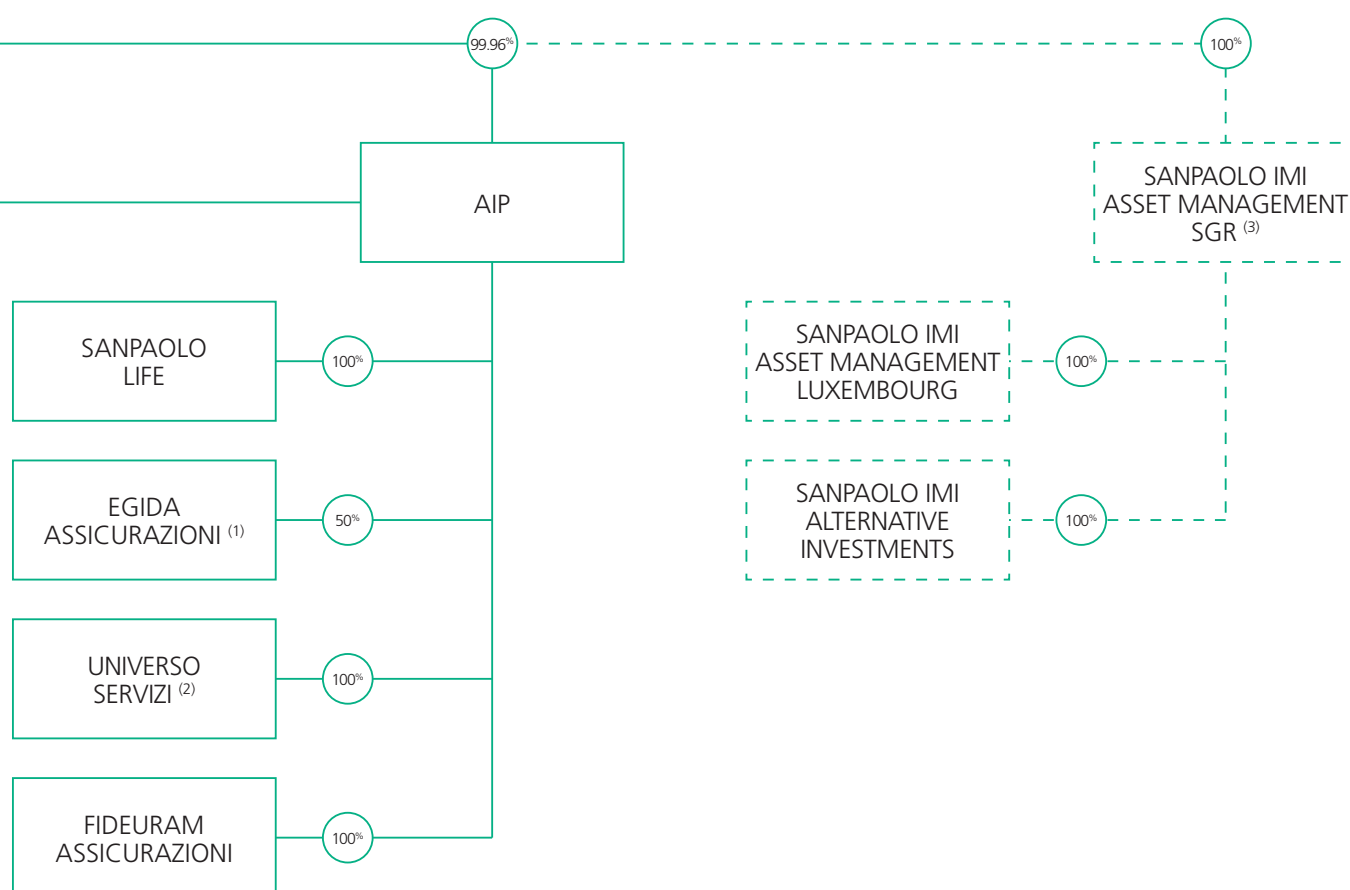 99.96%
100%
AIP
SANPAOLO IMI
ASSET MANAGEMENT
SGR (3)
SANPAOLO
LIFE
100%
SANPAOLO IMI
ASSET MANAGEMENT
LUXEMBOURG
100%
EGIDA
ASSICURAZIONI (1)
50%
SANPAOLO IMI
ALTERNATIVE
INVESTMENTS
100%
UNIVERSO
SERVIZI (2)
100%
FIDEURAM
ASSICURAZIONI
100%